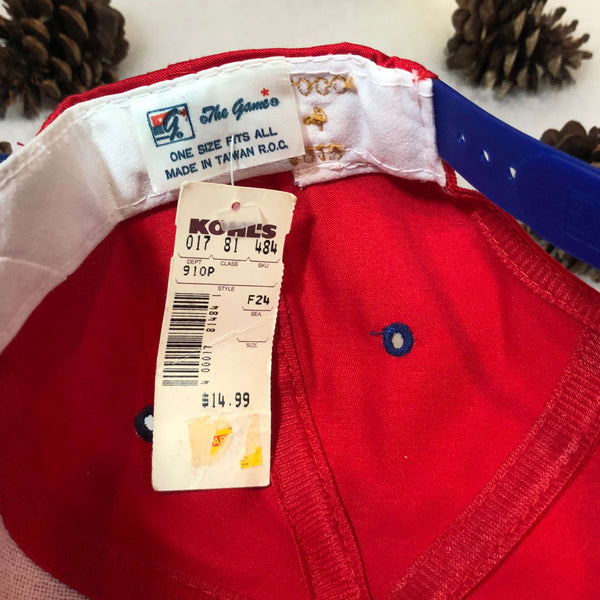 G
The Game®
ONE SIZE FITS ALL
MADE IN TAIWAN R.O.C.
KOHL'S
017 81 484
DEPT CLASS SKU
910P
STYLE
F24
SEA.
SIZE
4 00017 81484 1
$14.99